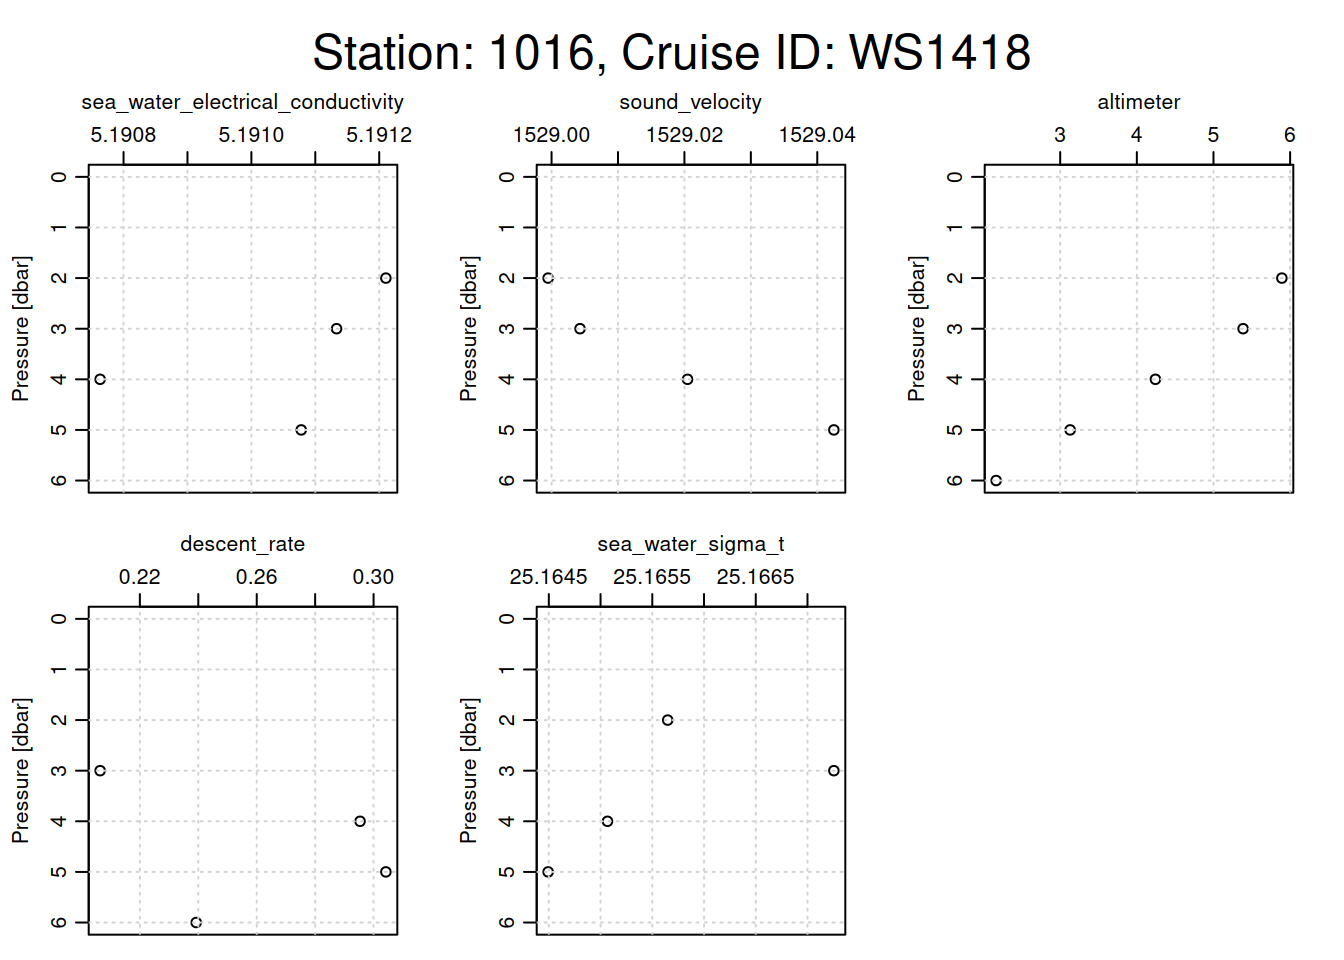 Station: 1016, Cruise ID: WS1418
sea_water_electrical_conductivity
5.1908 5.1910 5.1912
0
1
2
3
4
5
6
Pressure [dbar]
sound_velocity
1529.00 1529.02 1529.04
0
1
2
3
4
5
6
Pressure [dbar]
altimeter
3 4 5 6
0
1
2
3
4
5
6
Pressure [dbar]
descent_rate
0.22 0.26 0.30
0
1
2
3
4
5
6
Pressure [dbar]
sea_water_sigma_t
25.1645 25.1655 25.1665
0
1
2
3
4
5
6
Pressure [dbar]